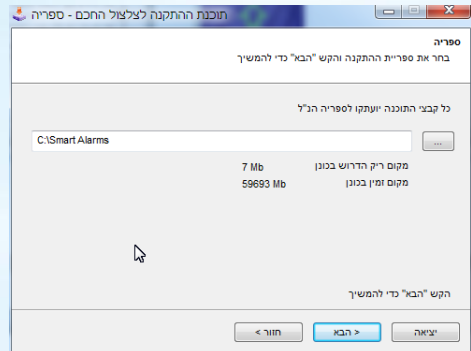 תוכנת ההתקנה לצלצול החכם - ספריה
ספריה
בחר את ספריית ההתקנה והקש "הבא" כדי להמשיך
כל קבצי התוכנה יועתקו לספריה הנ"ל
C:\Smart Alarms
...
מקום ריק הדרוש בכונן 7 Mb
מקום זמין בכונן 59693 Mb
הקש "הבא" כדי להמשיך
יציאה
< הבא
חזור >